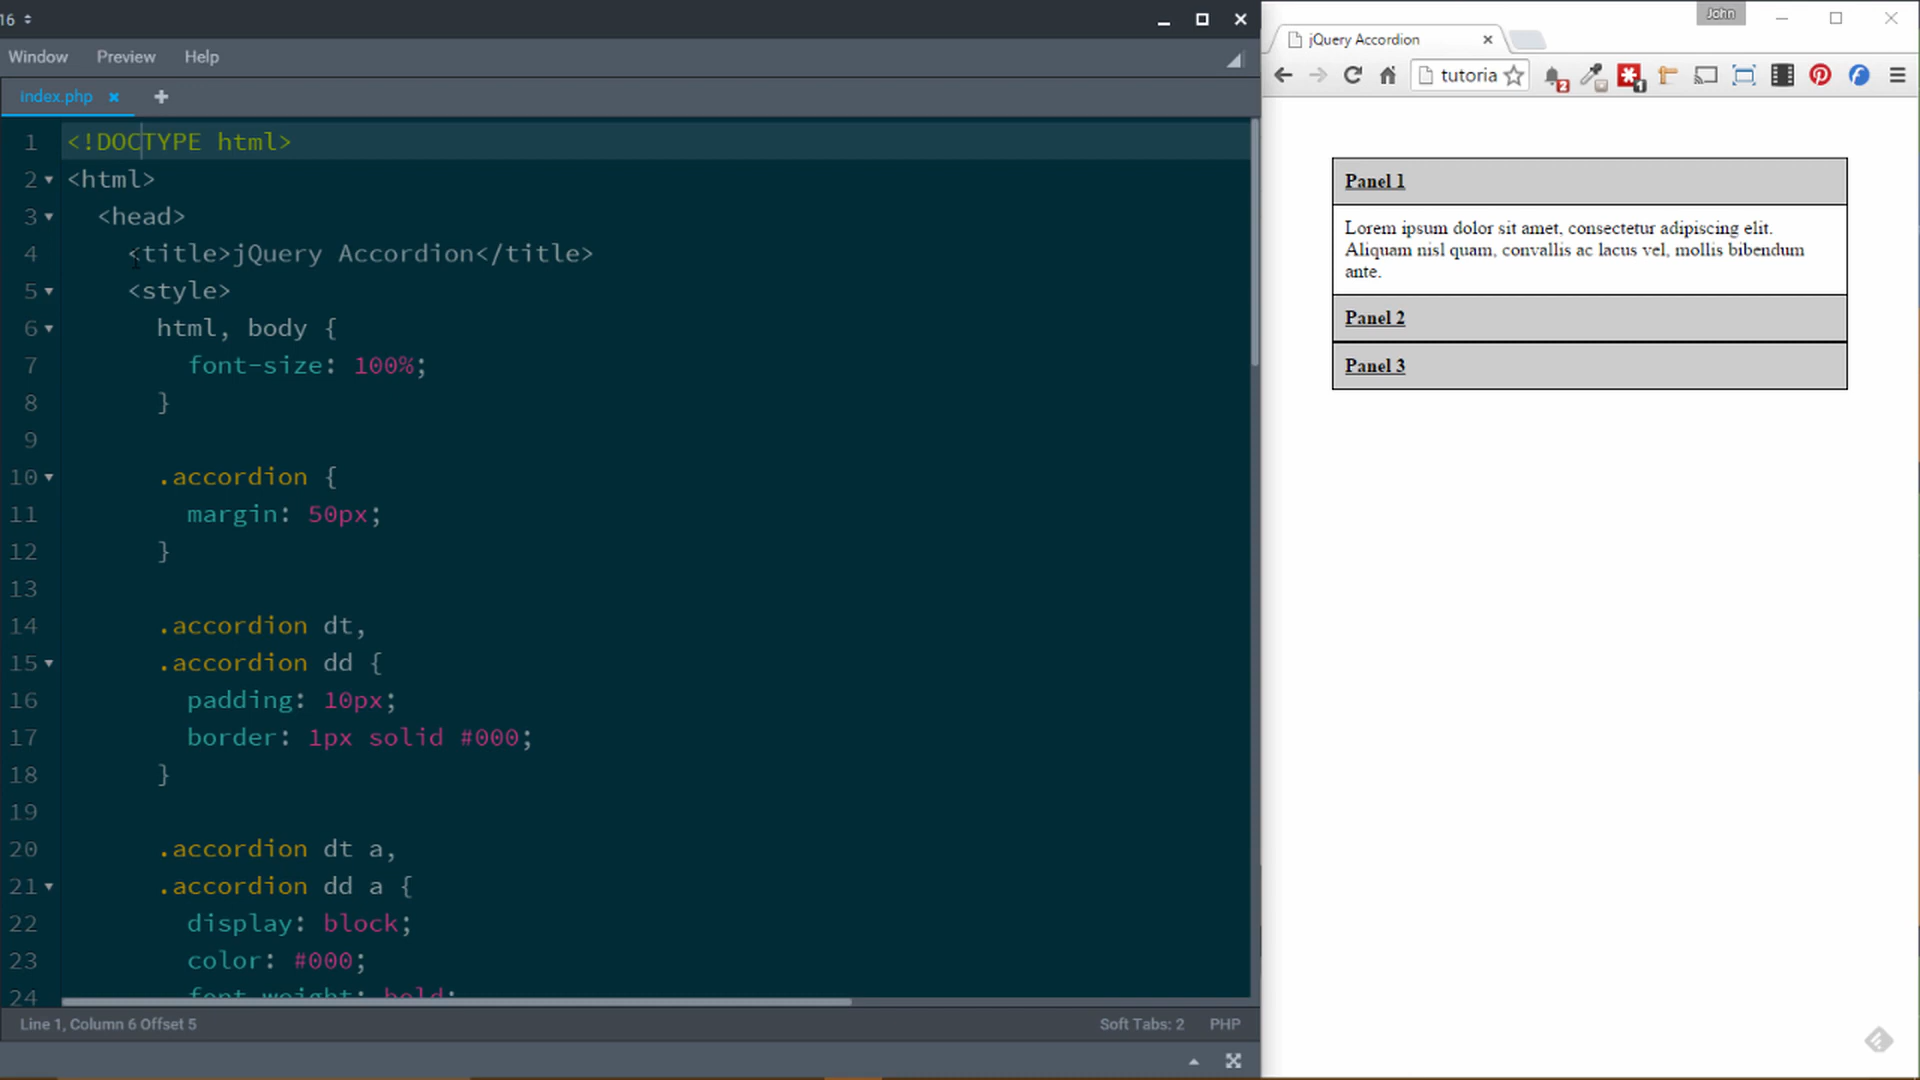 16
Window Preview Help
index.php
1 <!DOCTYPE html>
2 <html>
3 <head>
4 <title>jQuery Accordion</title>
5 <style>
6 html, body {
7 font-size: 100%;
8 }
9
10 .accordion {
11 margin: 50px;
12 }
13
14 .accordion dt,
15 .accordion dd {
16 padding: 10px;
17 border: 1px solid #000;
18 }
19
20 .accordion dt a,
21 .accordion dd a {
22 display: block;
23 color: #000;
24 font-weight: bold;
Line 1, Column 6 Offset 5
Soft Tabs: 2 PHP
John
jQuery Accordion
tutoria
2
1
Panel 1
Lorem ipsum dolor sit amet, consectetur adipiscing elit.
Aliquam nisl quam, convallis ac lacus vel, mollis bibendum
ante.
Panel 2
Panel 3